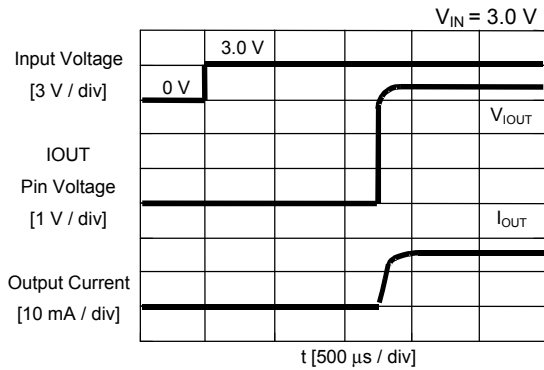 V_IN = 3.0 V
Input Voltage
[3 V / div]
3.0 V
0 V
V_IOUT
IOUT
Pin Voltage
[1 V / div]
I_OUT
Output Current
[10 mA / div]
t [500 μs / div]